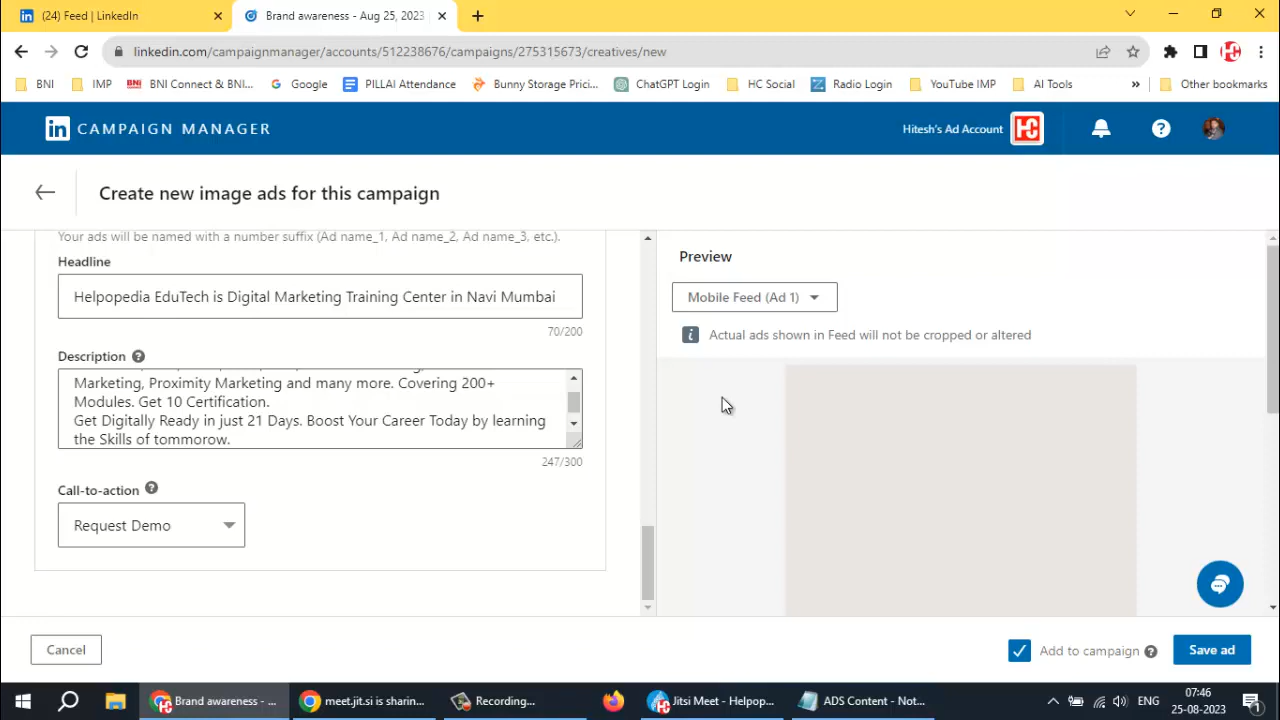 (24) Feed | LinkedIn
Brand awareness - Aug 25, 2023
linkedin.com/campaignmanager/accounts/512238676/campaigns/275315673/creatives/new
BNI
IMP
BNI BNI Connect & BNI...
Google
PILLAI Attendance
Bunny Storage Prici...
ChatGPT Login
HC Social
Radio Login
YouTube IMP
AI Tools
»
Other bookmarks
in CAMPAIGN MANAGER
Hitesh's Ad Account
HC
Create new image ads for this campaign
Your ads will be named with a number suffix (Ad name_1, Ad name_2, Ad name_3, etc.).
Headline
Helpopedia EduTech is Digital Marketing Training Center in Navi Mumbai
70/200
Description
Marketing, Proximity Marketing and many more. Covering 200+
Modules. Get 10 Certification.
Get Digitally Ready in just 21 Days. Boost Your Career Today by learning
the Skills of tommorow.
247/300
Call-to-action
Request Demo
Preview
Mobile Feed (Ad 1)
Actual ads shown in Feed will not be cropped or altered
Cancel
Add to campaign
Save ad
Brand awareness - ...
meet.jit.si is sharin...
Recording...
Jitsi Meet - Helpop...
ADS Content - Not...
ENG
07:46
25-08-2023
1